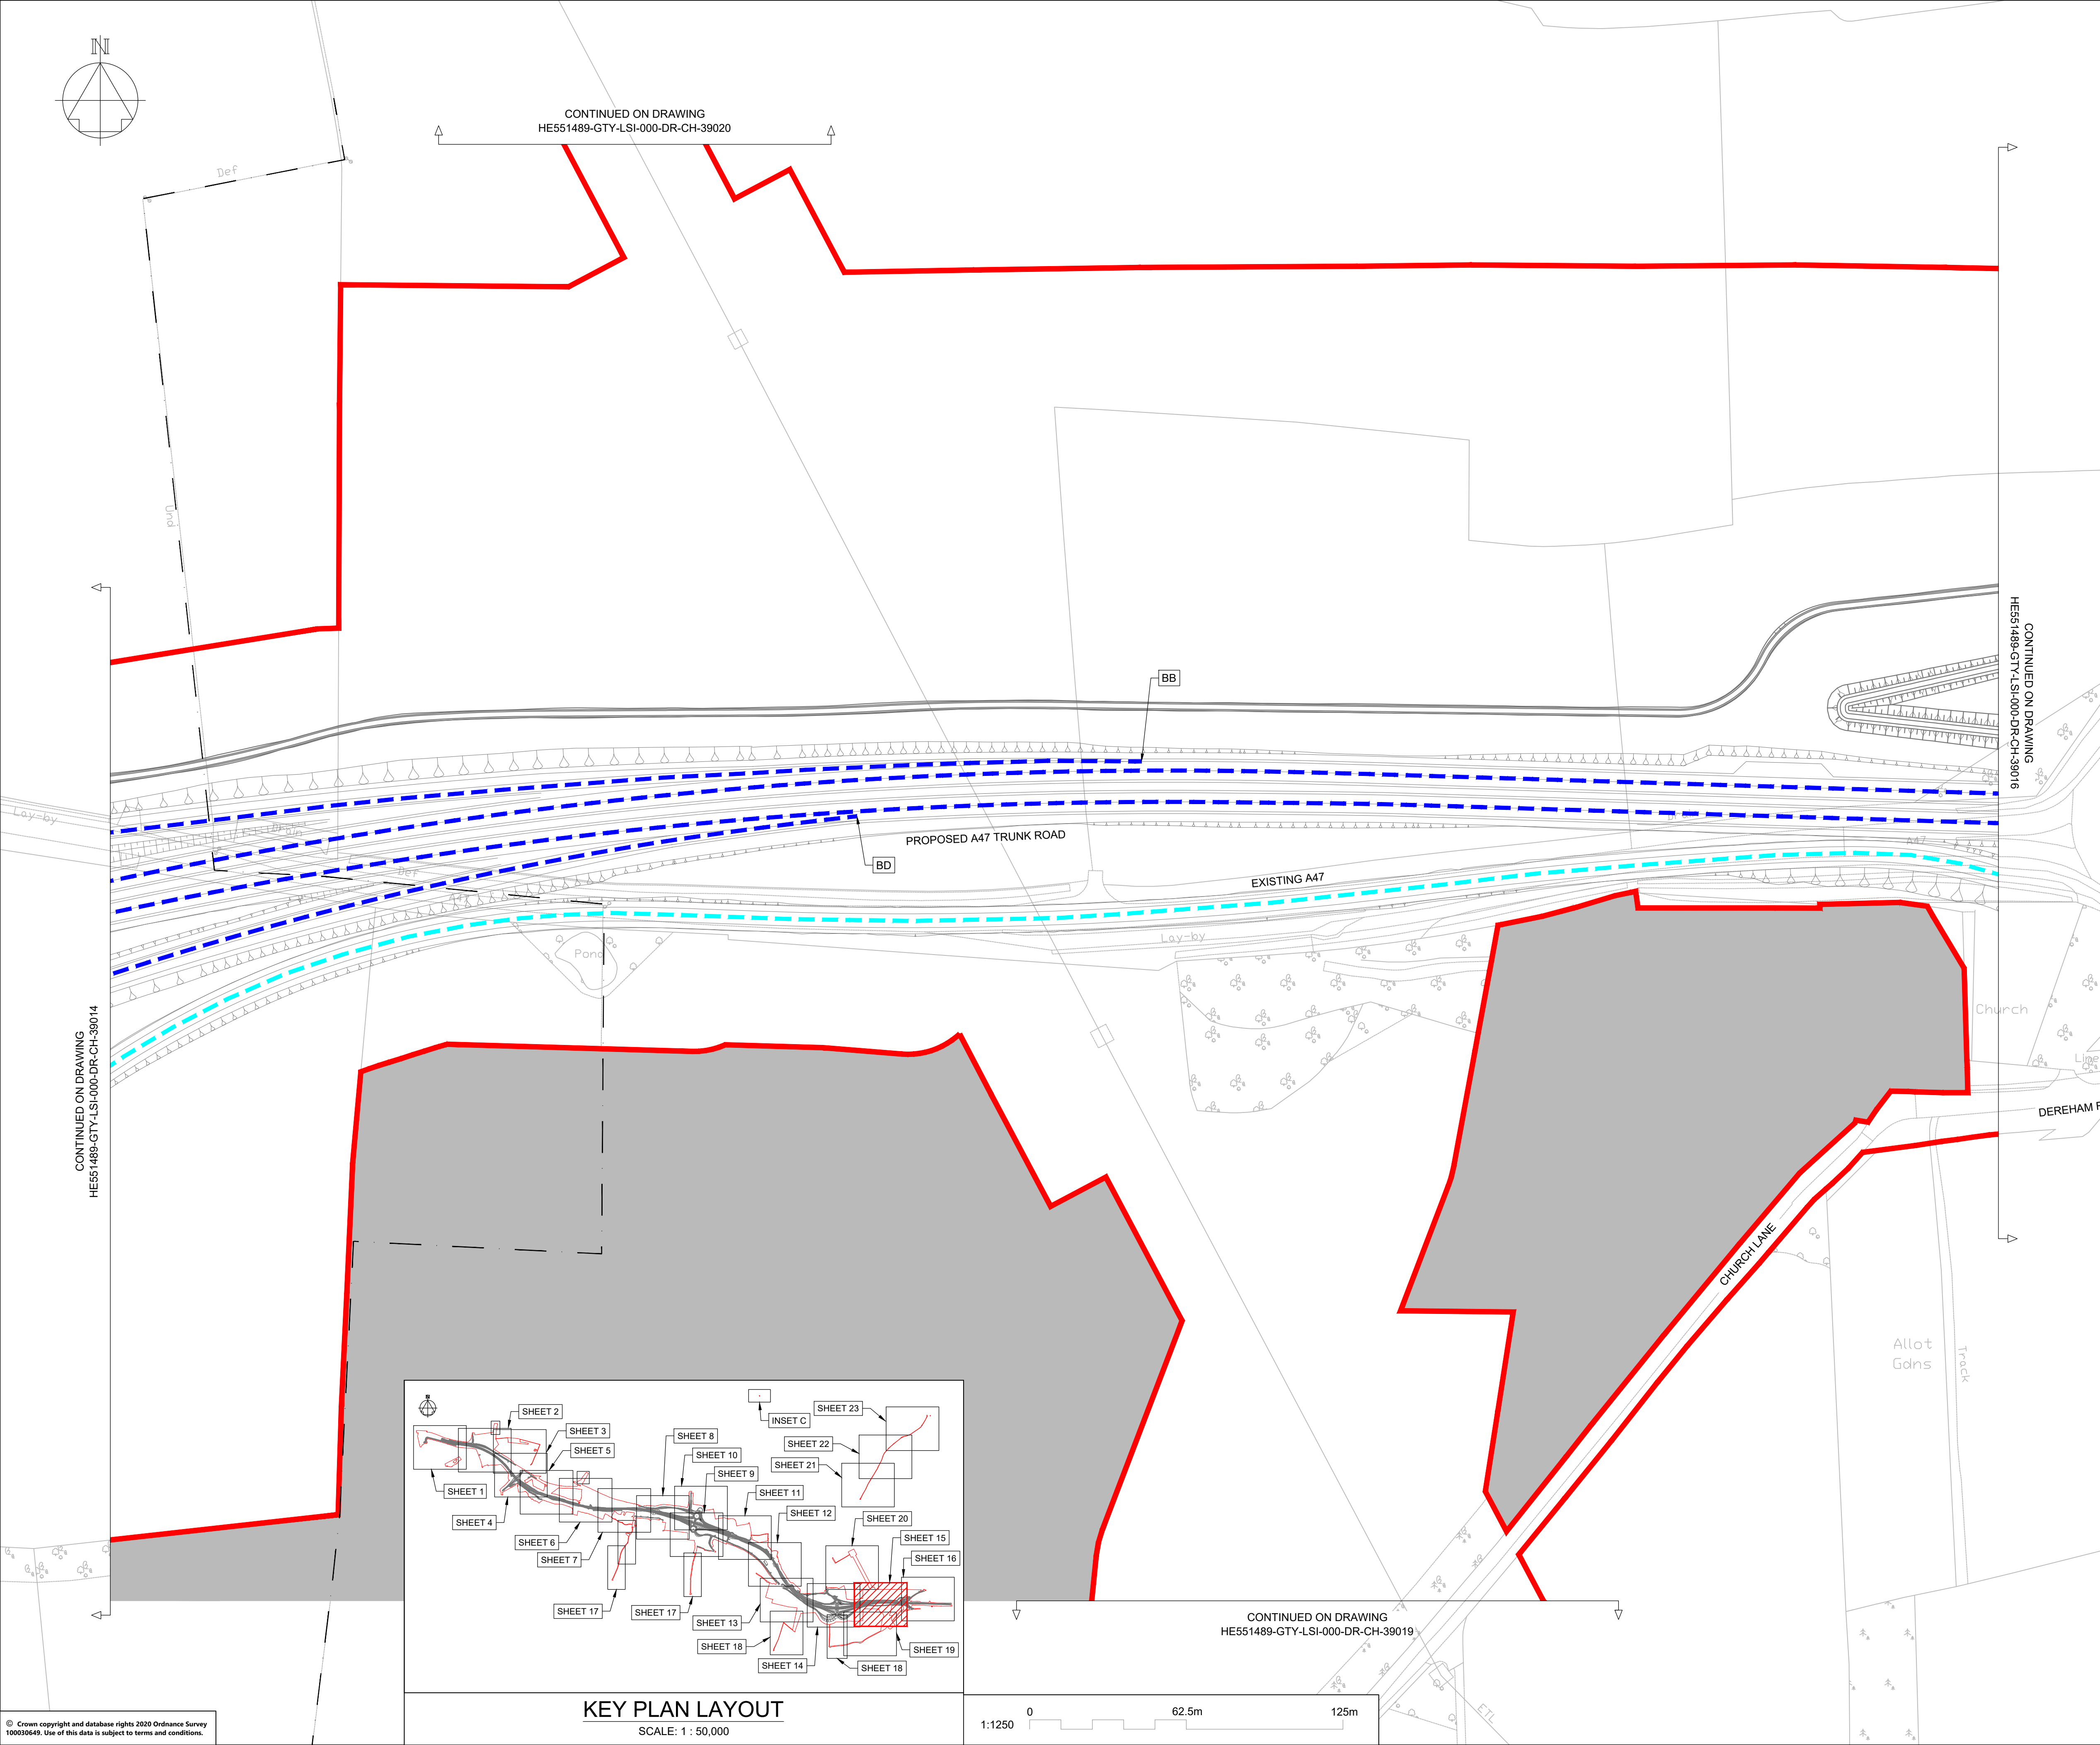 N
CONTINUED ON DRAWING
HE551489-GTY-LSI-000-DR-CH-39020
Def
Und
CONTINUED ON DRAWING
HE551489-GTY-LSI-000-DR-CH-39016
BB
Lay-by
Drain
Def
BD
PROPOSED A47 TRUNK ROAD
EXISTING A47
A47
Lay-by
Pond
Church
CONTINUED ON DRAWING
HE551489-GTY-LSI-000-DR-CH-39014
DEREHAM
CHURCH LANE
Allot
Gdns
Track
N
INSET C
SHEET 23
SHEET 2
SHEET 3
SHEET 8
SHEET 22
SHEET 5
SHEET 10
SHEET 21
SHEET 9
SHEET 1
SHEET 11
SHEET 12
SHEET 20
SHEET 4
SHEET 15
SHEET 6
SHEET 16
SHEET 7
SHEET 17
SHEET 17
SHEET 13
SHEET 18
SHEET 19
SHEET 14
SHEET 18
CONTINUED ON DRAWING
HE551489-GTY-LSI-000-DR-CH-39019
ETL
KEY PLAN LAYOUT
SCALE: 1 : 50,000
1:1250
0 62.5m 125m
© Crown copyright and database rights 2020 Ordnance Survey
100030649. Use of this data is subject to terms and conditions.